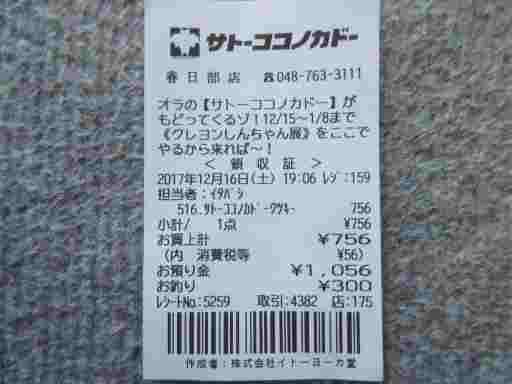 サトーココノカドー
春日部店 ☎048-763-3111
オラの【サトーココノカドー】が
もどってくるゾ!12/15～1/8まで
《クレヨンしんちゃん展》をここで
やるから来れば～!
＜ 領収証 ＞
2017年12月16日(土) 19:06 ﾚｼﾞ:159
担当者:ｲﾀﾊﾞｼ
516.ｻﾄｰｺｺﾉｶﾄﾞｰｸﾂｷｰ 756
小計/ 1点 ¥756
お買上計 ¥756
(内 消費税等 ¥56)
お預り金 ¥1,056
お釣り ¥300
ﾚｼｰﾄNo:5259 取引:4382 店:175
作成者:株式会社イトーヨーカ堂